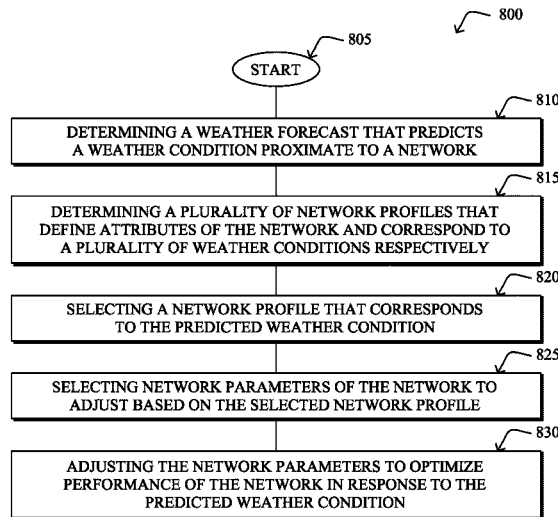 800
805
START
810
DETERMINING A WEATHER FORECAST THAT PREDICTS
A WEATHER CONDITION PROXIMATE TO A NETWORK
815
DETERMINING A PLURALITY OF NETWORK PROFILES THAT
DEFINE ATTRIBUTES OF THE NETWORK AND CORRESPOND TO
A PLURALITY OF WEATHER CONDITIONS RESPECTIVELY
820
SELECTING A NETWORK PROFILE THAT CORRESPONDS
TO THE PREDICTED WEATHER CONDITION
825
SELECTING NETWORK PARAMETERS OF THE NETWORK TO
ADJUST BASED ON THE SELECTED NETWORK PROFILE
830
ADJUSTING THE NETWORK PARAMETERS TO OPTIMIZE
PERFORMANCE OF THE NETWORK IN RESPONSE TO THE
PREDICTED WEATHER CONDITION